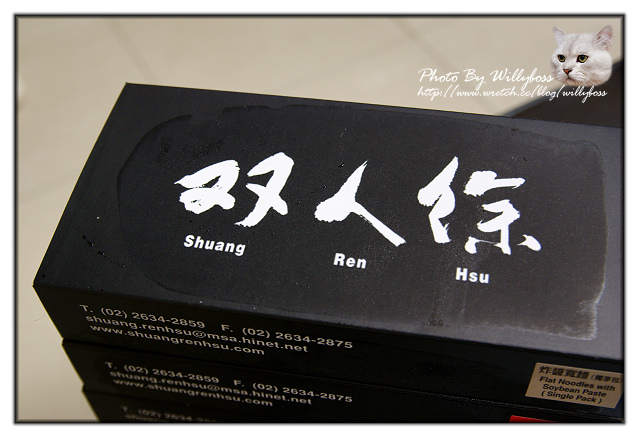 Photo By Willyboss
http://www.wretch.cc/blog/willyboss
双人徐
Shuang Ren Hsu
T. (02) 2634-2859 F. (02) 2634-2875
shuang.renhsu@msa.hinet.net
www.shuangrenhsu.com
T. (02) 2634-2859 F. (02) 2634-2875
shuang.renhsu@msa.hinet.net
www.shuangrenhsu.com
炸醬寬麵
Flat Noodles with
Soybean Paste
( Single Pack )